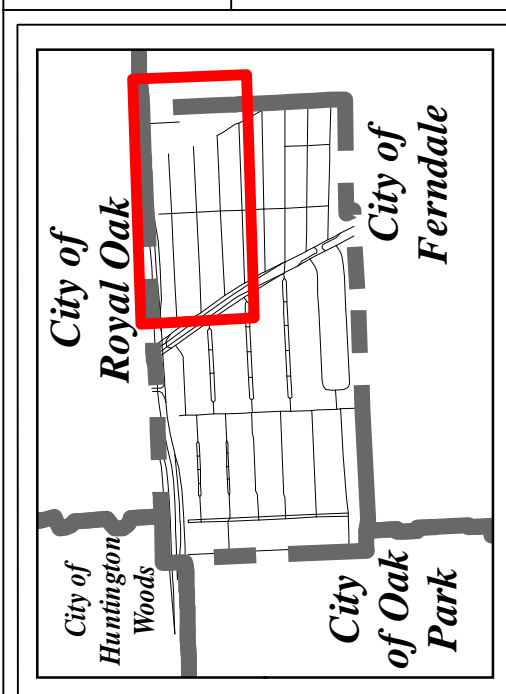 City of
Royal Oak
City of
Ferndale
City of
Huntington
Woods
City
of Oak
Park